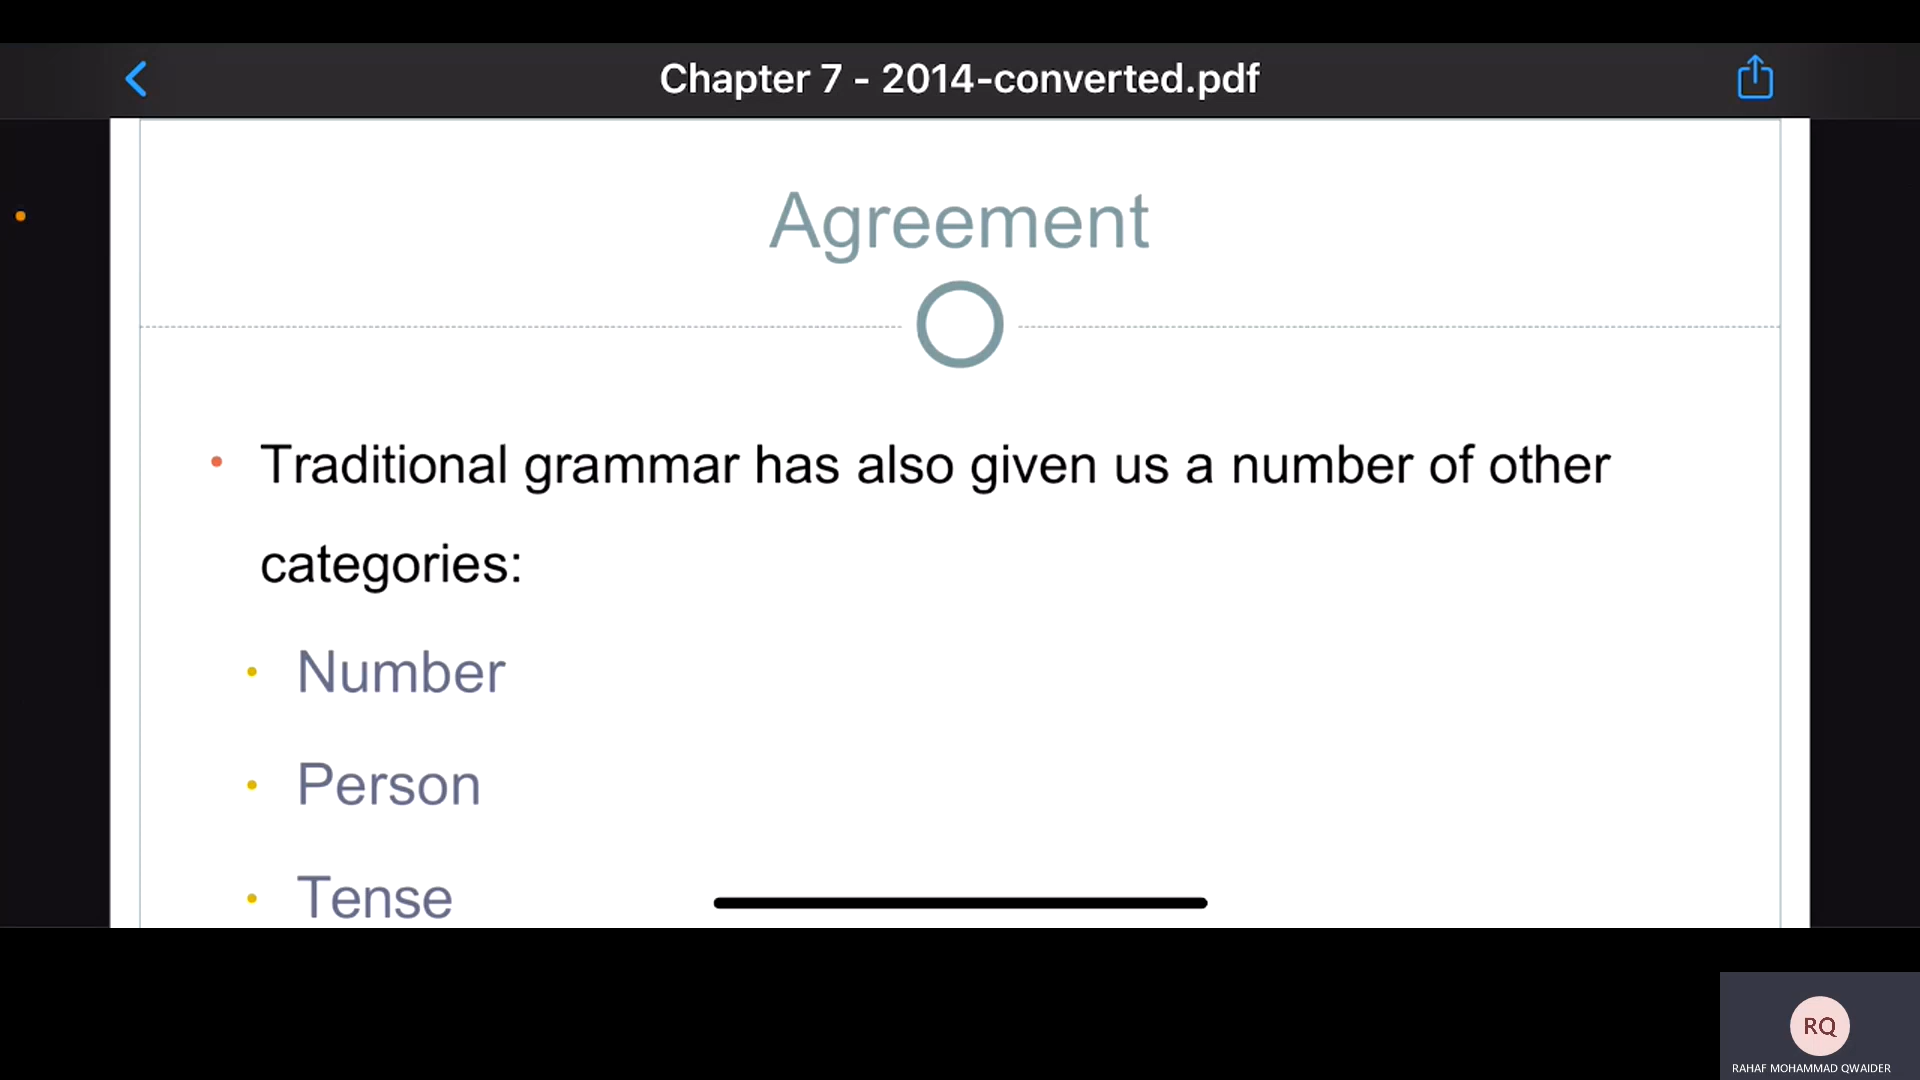 Chapter 7 - 2014-converted.pdf
Agreement
• Traditional grammar has also given us a number of other
categories:
• Number
• Person
• Tense
RQ
RAHAF MOHAMMAD QWAIDER